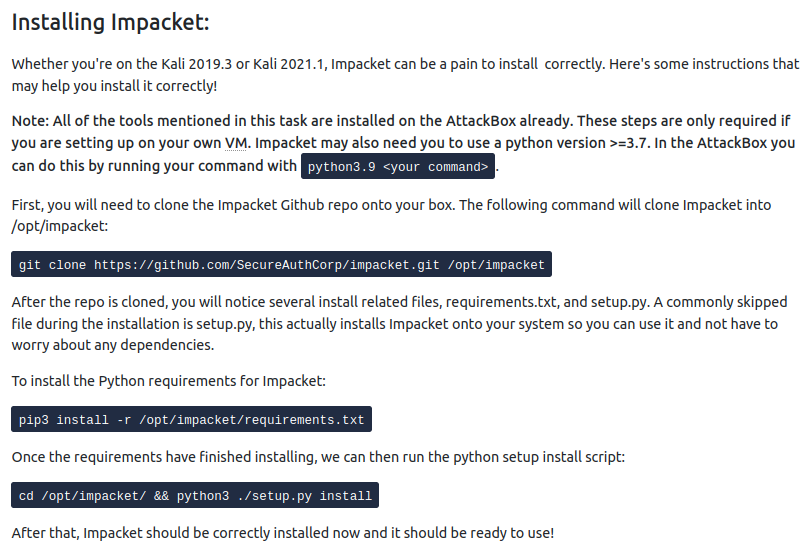 Installing Impacket:
Whether you're on the Kali 2019.3 or Kali 2021.1, Impacket can be a pain to install  correctly. Here's some instructions that
may help you install it correctly!
Note: All of the tools mentioned in this task are installed on the AttackBox already. These steps are only required if
you are setting up on your own VM. Impacket may also need you to use a python version >=3.7. In the AttackBox you
can do this by running your command with python3.9 <your command>.
First, you will need to clone the Impacket Github repo onto your box. The following command will clone Impacket into
/opt/impacket:
git clone https://github.com/SecureAuthCorp/impacket.git /opt/impacket
After the repo is cloned, you will notice several install related files, requirements.txt, and setup.py. A commonly skipped
file during the installation is setup.py, this actually installs Impacket onto your system so you can use it and not have to
worry about any dependencies.
To install the Python requirements for Impacket:
pip3 install -r /opt/impacket/requirements.txt
Once the requirements have finished installing, we can then run the python setup install script:
cd /opt/impacket/ && python3 ./setup.py install
After that, Impacket should be correctly installed now and it should be ready to use!